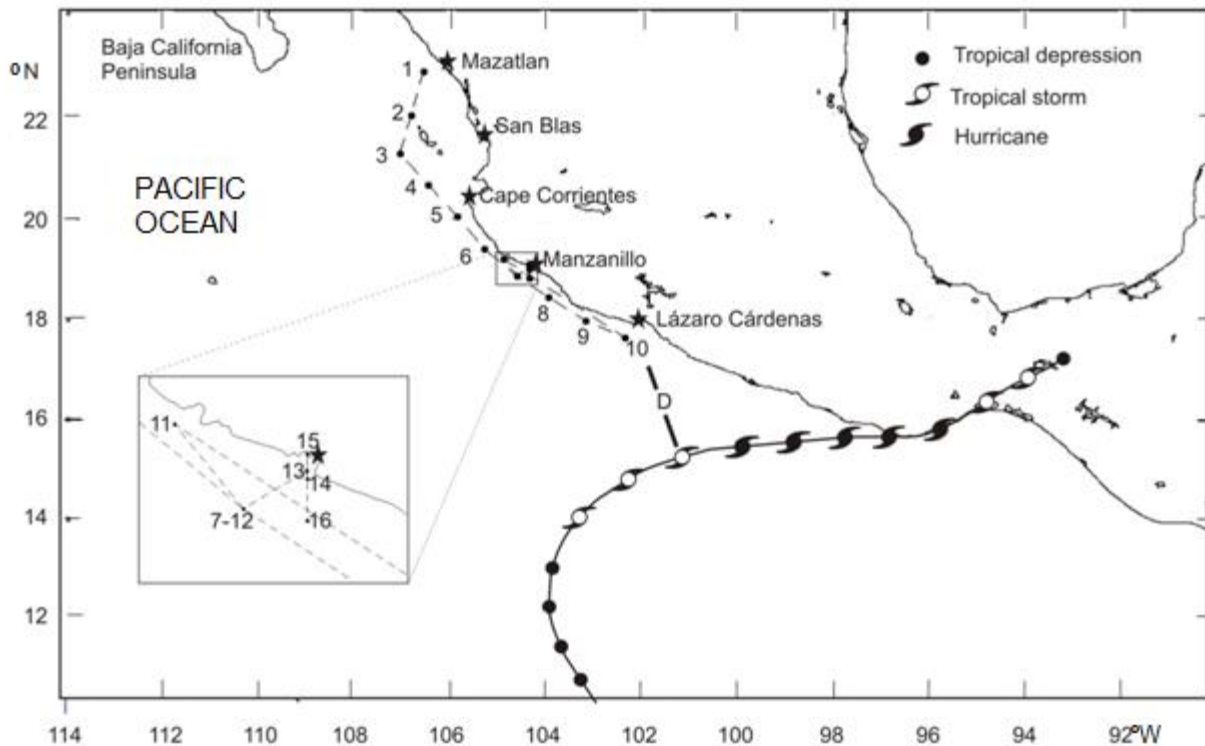 Baja California
Peninsula
°N
1
Mazatlan
Tropical depression
Tropical storm
Hurricane
22
2
San Blas
3
PACIFIC
OCEAN
4
Cape Corrientes
20
5
6
Manzanillo
18
8
9
10
Lázaro Cárdenas
16
D
11
15
13
14
7-12
16
14
12
114
112
110
108
106
104
102
100
98
96
94
92°W